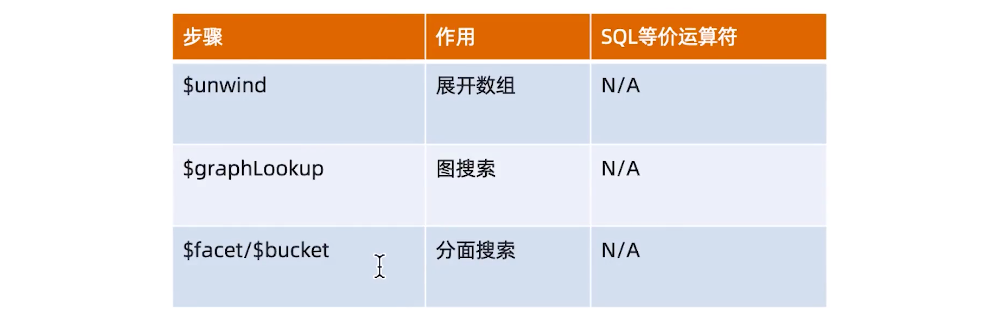 步骤 作用 SQL等价运算符
$unwind 展开数组 N/A
$graphLookup 图搜索 N/A
$facet/$bucket 分面搜索 N/A